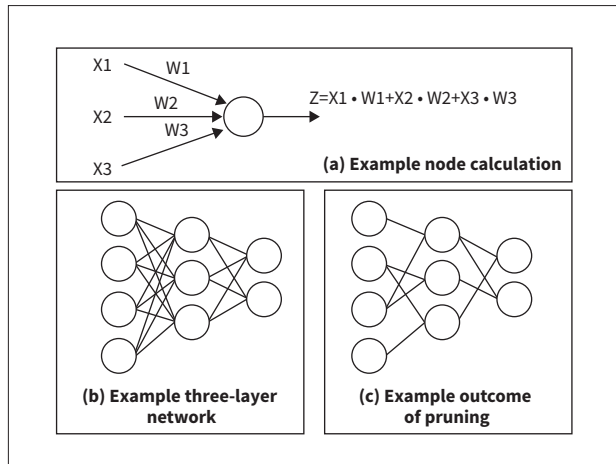 X1
W1
X2
W2
W3
X3
Z=X1 • W1+X2 • W2+X3 • W3
(a) Example node calculation
(b) Example three-layer
network
(c) Example outcome
of pruning